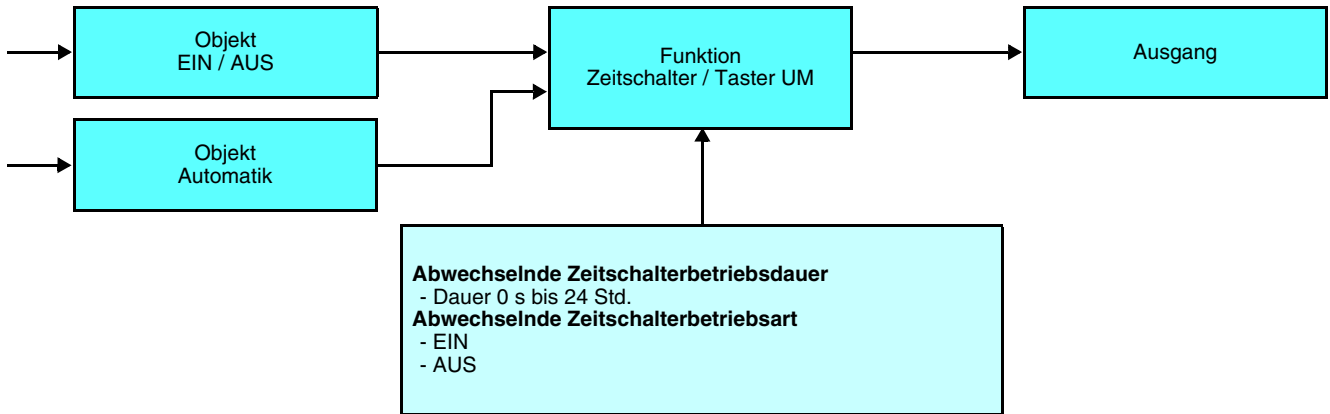 Objekt
EIN / AUS
Funktion
Zeitschalter / Taster UM
Ausgang
Objekt
Automatik
Abwechselnde Zeitschalterbetriebsdauer
- Dauer 0 s bis 24 Std.
Abwechselnde Zeitschalterbetriebsart
- EIN
- AUS